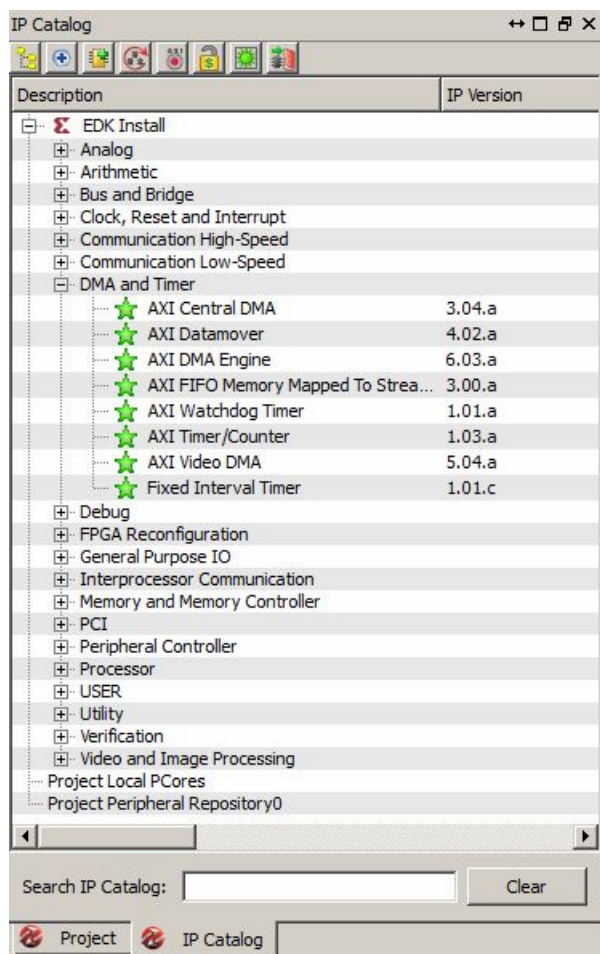 IP Catalog
Description IP Version
EDK Install
Analog
Arithmetic
Bus and Bridge
Clock, Reset and Interrupt
Communication High-Speed
Communication Low-Speed
DMA and Timer
AXI Central DMA 3.04.a
AXI Datamover 4.02.a
AXI DMA Engine 6.03.a
AXI FIFO Memory Mapped To Strea... 3.00.a
AXI Watchdog Timer 1.01.a
AXI Timer/Counter 1.03.a
AXI Video DMA 5.04.a
Fixed Interval Timer 1.01.c
Debug
FPGA Reconfiguration
General Purpose IO
Interprocessor Communication
Memory and Memory Controller
PCI
Peripheral Controller
Processor
USER
Utility
Verification
Video and Image Processing
Project Local PCores
Project Peripheral Repository0
Search IP Catalog: Clear
Project IP Catalog